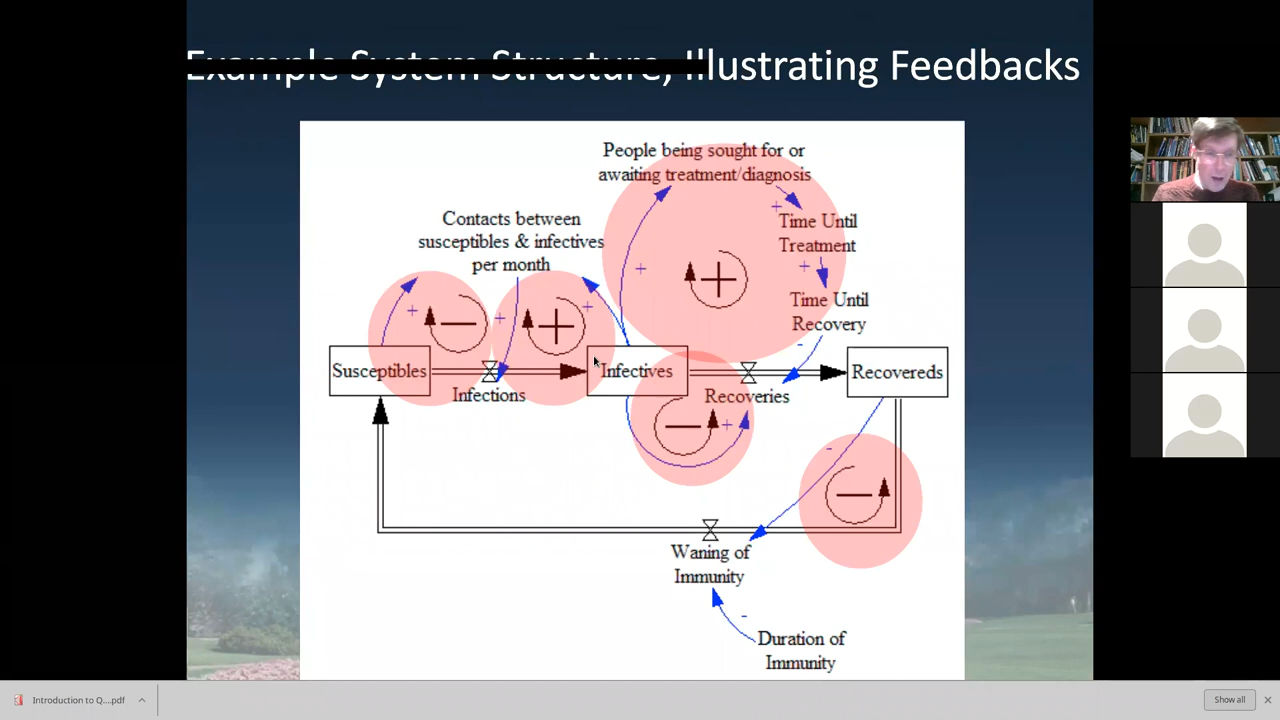 Example System Structure, Illustrating Feedbacks
People being sought for or
awaiting treatment/diagnosis
+
Time Until
Treatment
Contacts between
susceptibles & infectives
per month
+
+
Time Until
Recovery
+
+
+
-
Susceptibles
Infections
Infectives
Recoveries
Recovereds
+
-
Waning of
Immunity
-
Duration of
Immunity
Introduction to Q....pdf
Show all